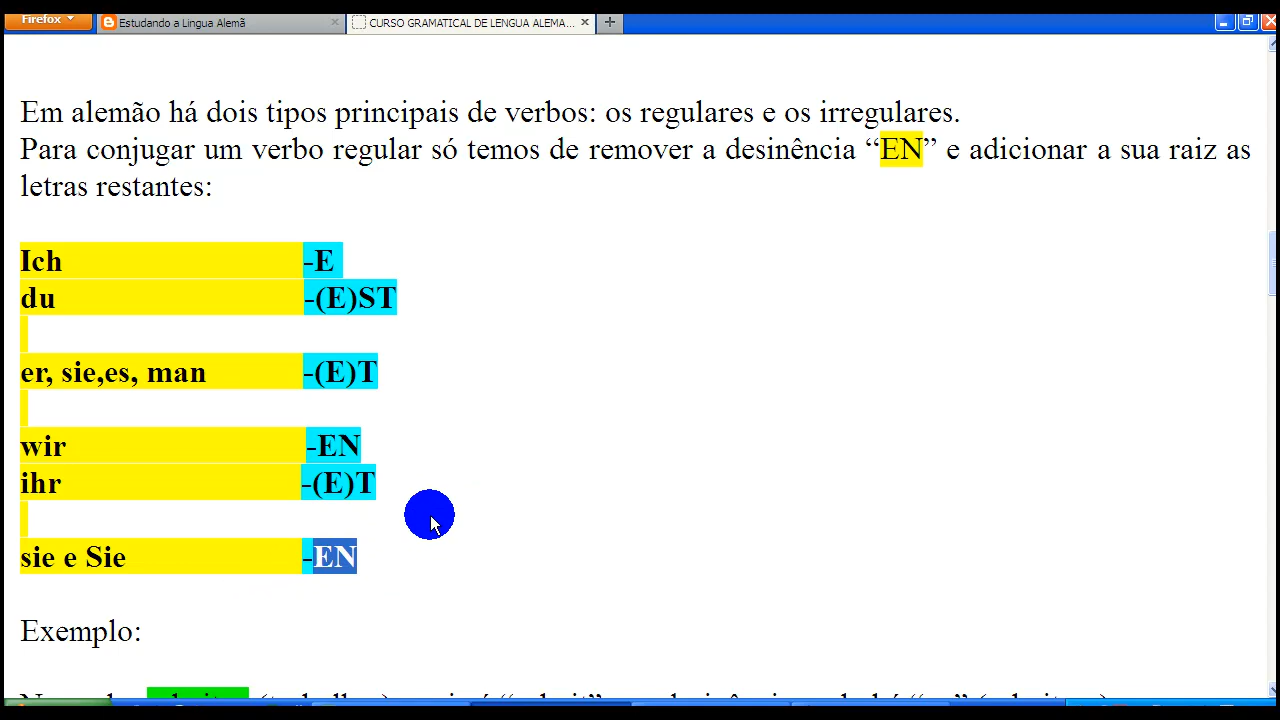 Firefox
Estudando a Lingua Alemã
CURSO GRAMATICAL DE LENGUA ALEMA...
Em alemão há dois tipos principais de verbos: os regulares e os irregulares.
Para conjugar um verbo regular só temos de remover a desinência “EN” e adicionar a sua raiz as
letras restantes:
Ich -E
du -(E)ST
er, sie,es, man -(E)T
wir -EN
ihr -(E)T
sie e Sie -EN
Exemplo: